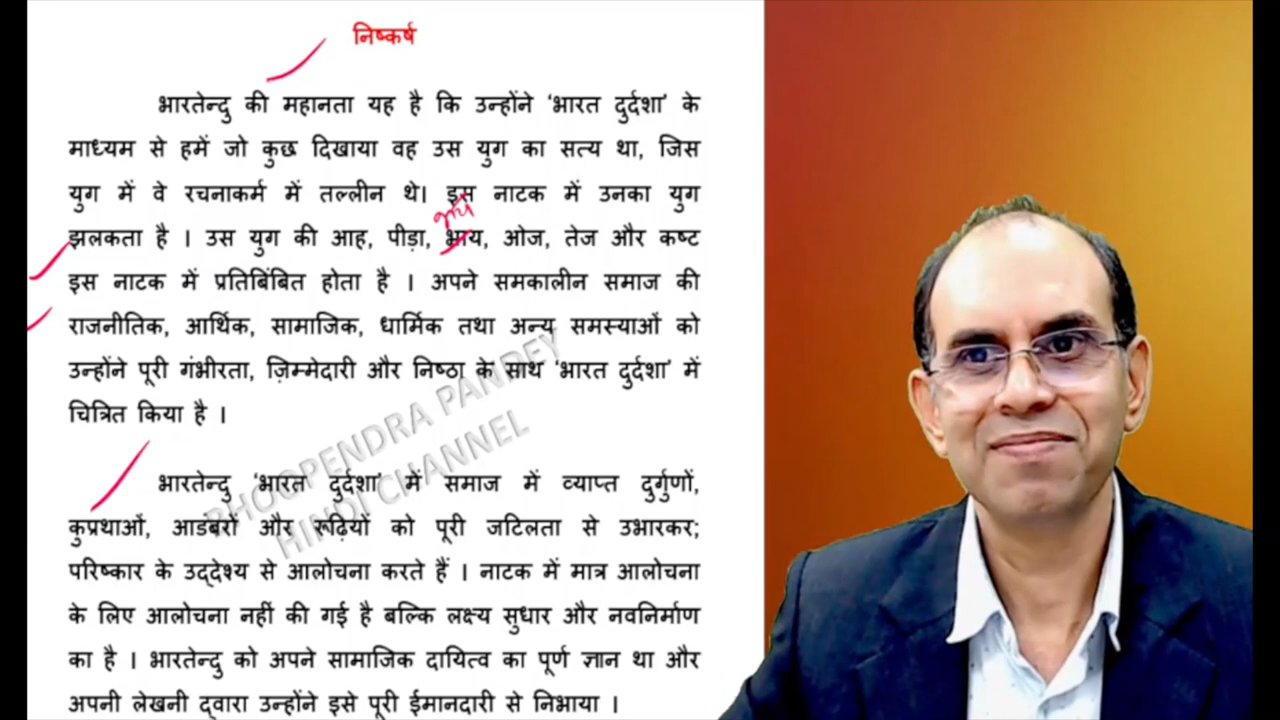 निष्कर्ष
भारतेन्दु की महानता यह है कि उन्होंने 'भारत दुर्दशा' के
माध्यम से हमें जो कुछ दिखाया वह उस युग का सत्य था, जिस
युग में वे रचनाकर्म में तल्लीन थे। इस नाटक में उनका युग
झलकता है । उस युग की आह, पीड़ा, भाय, ओज, तेज और कष्ट
इस नाटक में प्रतिबिंबित होता है । अपने समकालीन समाज की
राजनीतिक, आर्थिक, सामाजिक, धार्मिक तथा अन्य समस्याओं को
उन्होंने पूरी गंभीरता, ज़िम्मेदारी और निष्ठा के साथ 'भारत दुर्दशा' में
चित्रित किया है ।
भारतेन्दु 'भारत दुर्दशा' में समाज में व्याप्त दुर्गुणों,
कुप्रथाओं, आडंबरों और रूढ़ियों को पूरी जटिलता से उभारकर;
परिष्कार के उद्देश्य से आलोचना करते हैं । नाटक में मात्र आलोचना
के लिए आलोचना नहीं की गई है बल्कि लक्ष्य सुधार और नवनिर्माण
का है । भारतेन्दु को अपने सामाजिक दायित्व का पूर्ण ज्ञान था और
अपनी लेखनी द्वारा उन्होंने इसे पूरी ईमानदारी से निभाया ।
BHOOPENDRA PANDEY
HINDI CHANNEL